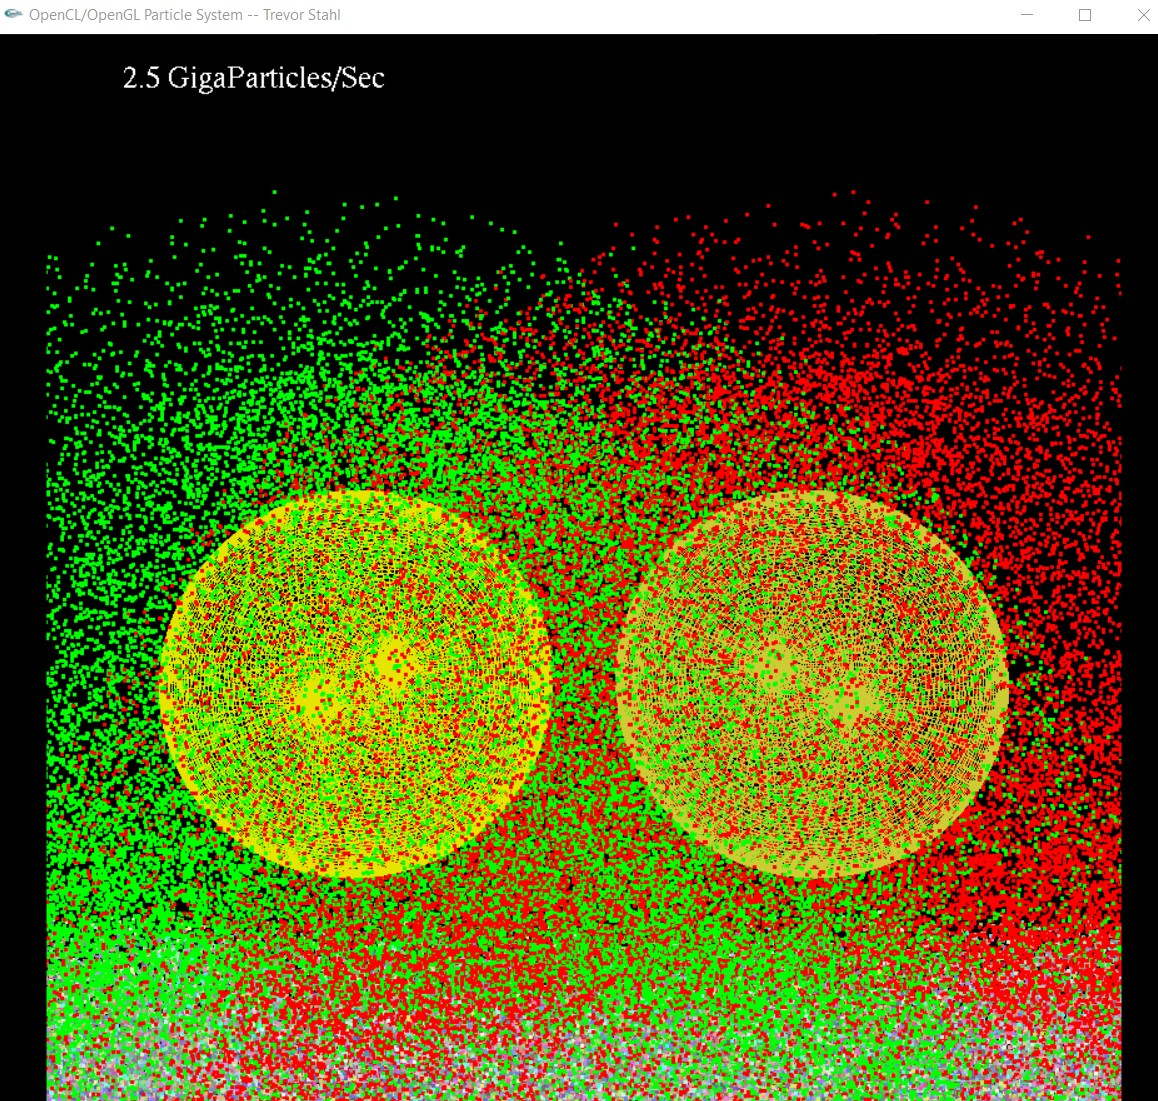 OpenCL/OpenGL Particle System -- Trevor Stahl
2.5 GigaParticles/Sec